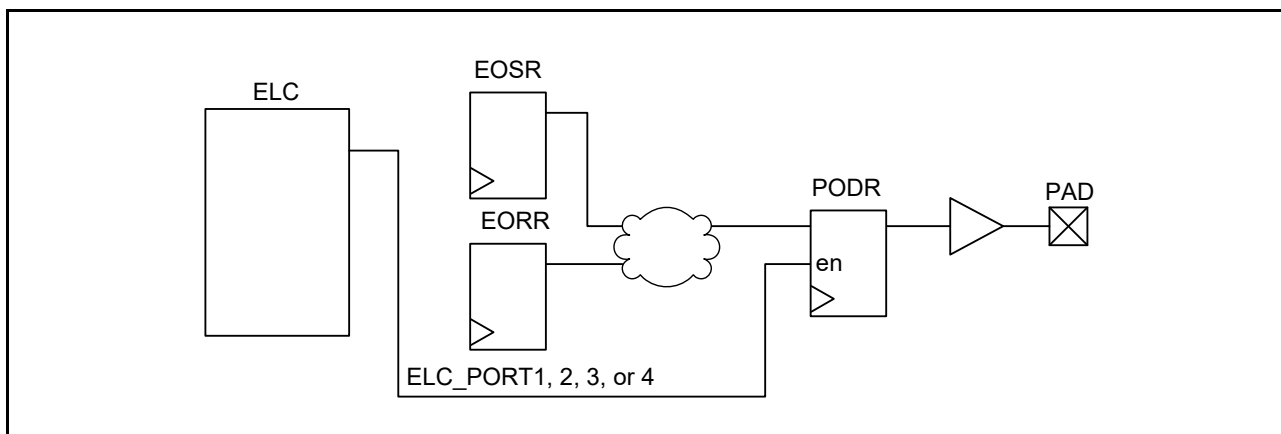 ELC
EOSR
EORR
PODR
PAD
en
ELC_PORT1, 2, 3, or 4